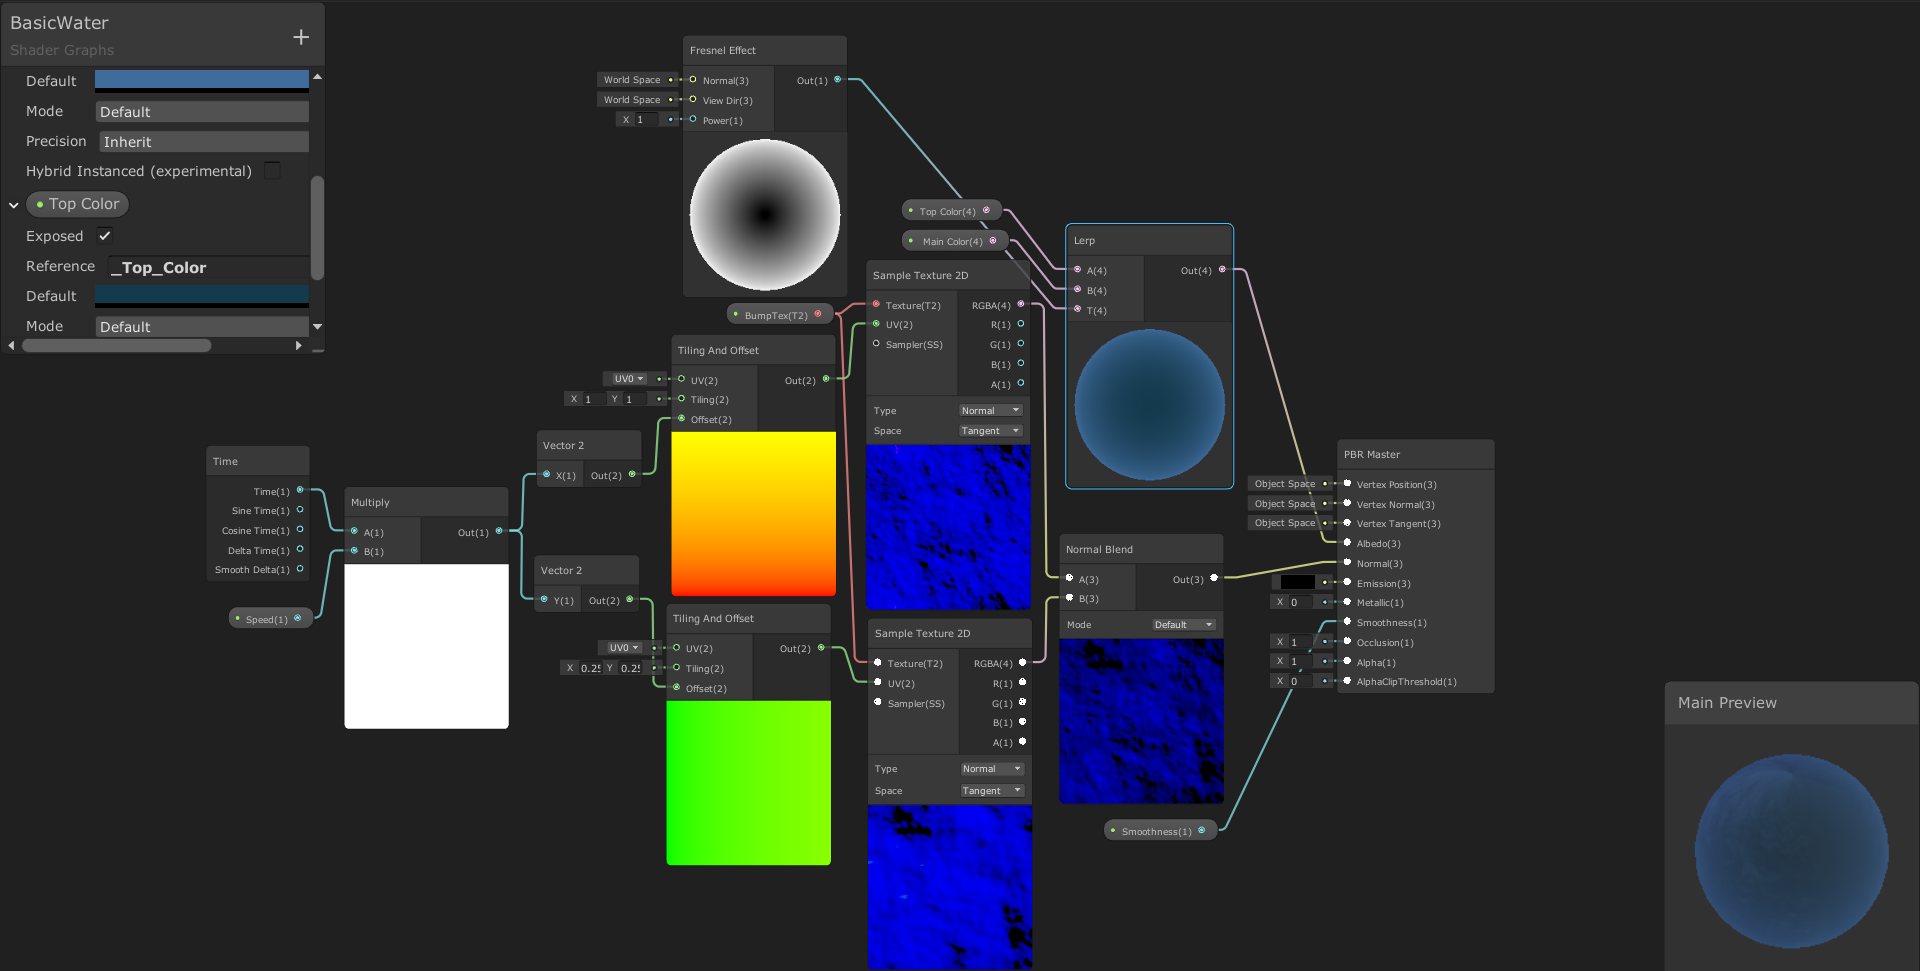 BasicWater
Shader Graphs
+
Default
Mode Default
Precision Inherit
Hybrid Instanced (experimental)
Top Color
Exposed
Reference _Top_Color
Default
Mode Default
Fresnel Effect
World Space Normal(3) Out(1)
World Space View Dir(3)
X 1 Power(1)
Top Color(4)
Main Color(4)
BumpTex(T2)
Sample Texture 2D
Texture(T2) RGBA(4)
UV(2) R(1)
Sampler(SS) G(1)
B(1)
A(1)
Type Normal
Space Tangent
Lerp
A(4) Out(4)
B(4)
T(4)
Tiling And Offset
UV0 UV(2) Out(2)
X 1 Y 1 Tiling(2)
Offset(2)
Vector 2
X(1) Out(2)
Time
Time(1)
Sine Time(1)
Cosine Time(1)
Delta Time(1)
Smooth Delta(1)
Multiply
A(1) Out(1)
B(1)
Speed(1)
Vector 2
Y(1) Out(2)
Tiling And Offset
UV0 UV(2) Out(2)
X 0.25 Y 0.25 Tiling(2)
Offset(2)
Sample Texture 2D
Texture(T2) RGBA(4)
UV(2) R(1)
Sampler(SS) G(1)
B(1)
A(1)
Type Normal
Space Tangent
Normal Blend
A(3) Out(3)
B(3)
Mode Default
Smoothness(1)
PBR Master
Object Space Vertex Position(3)
Object Space Vertex Normal(3)
Object Space Vertex Tangent(3)
Albedo(3)
Normal(3)
Emission(3)
X 0 Metallic(1)
Smoothness(1)
X 1 Occlusion(1)
X 1 Alpha(1)
X 0 AlphaClipThreshold(1)
Main Preview